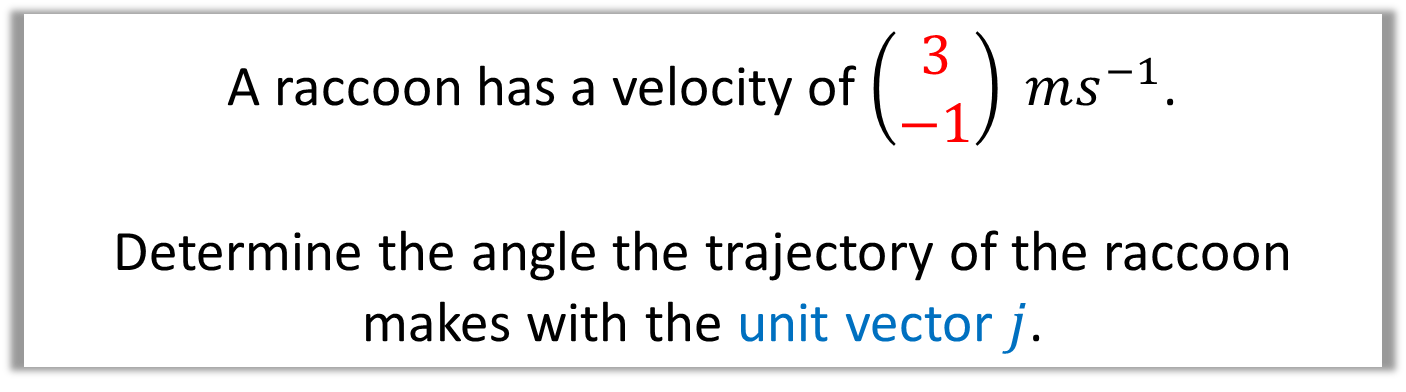 A raccoon has a velocity of (3 −1) ms⁻¹.
Determine the angle the trajectory of the raccoon
makes with the unit vector j.